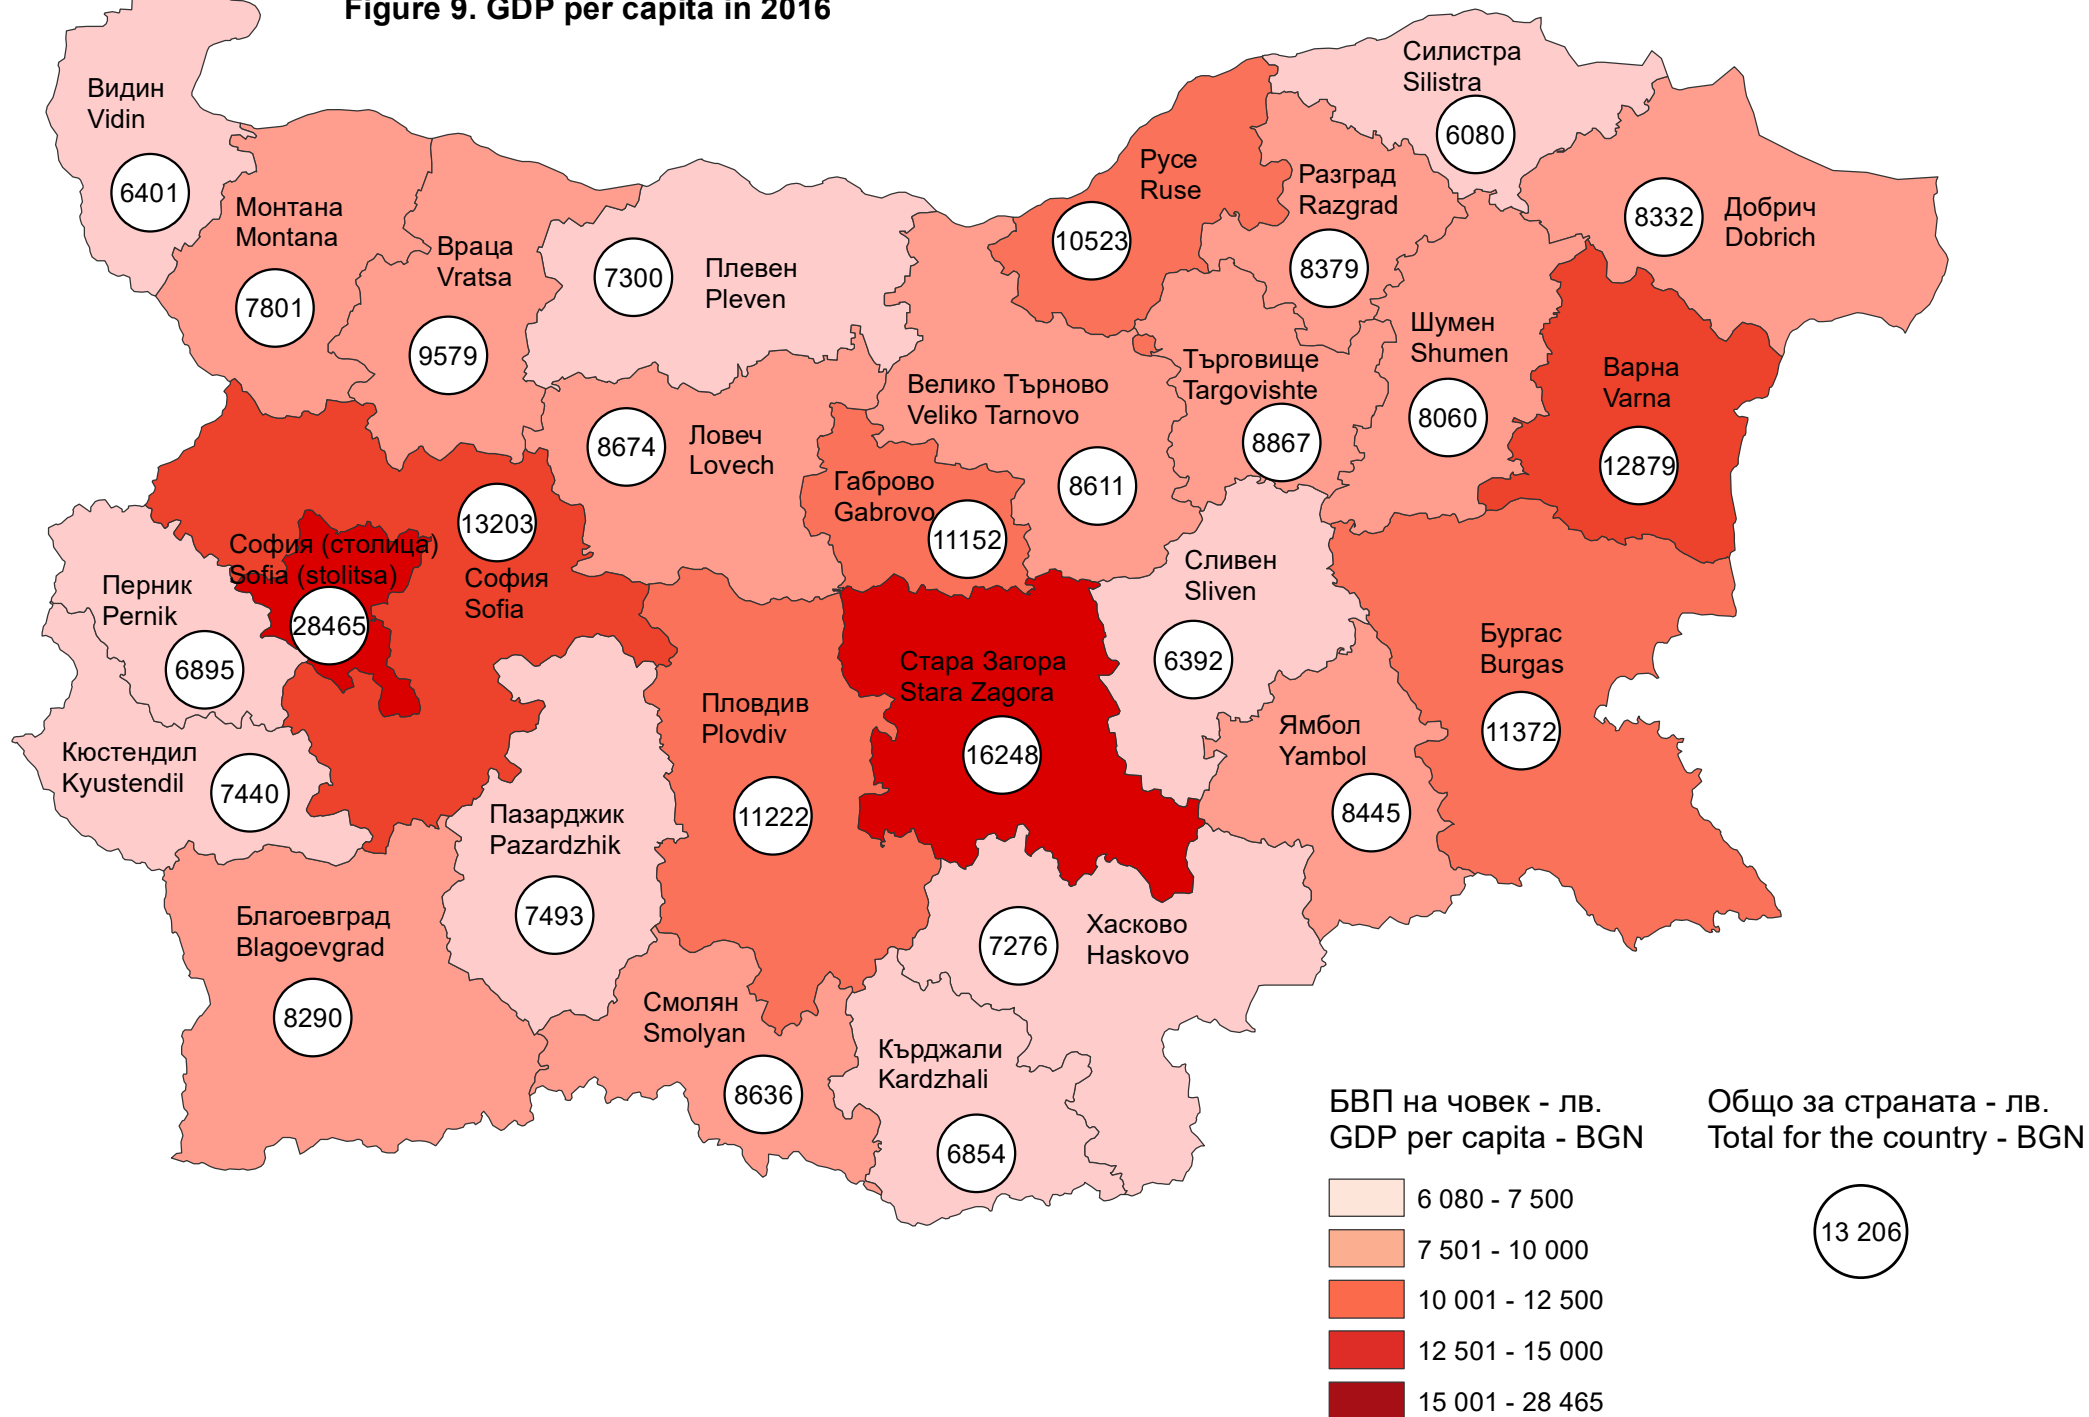 Figure 9. GDP per capita in 2016
Видин
Vidin
6401
Монтана
Montana
7801
Враца
Vratsa
9579
Плевен
Pleven
7300
Русе
Ruse
10523
Силистра
Silistra
6080
Разград
Razgrad
8379
Добрич
Dobrich
8332
Ловеч
Lovech
8674
Велико Търново
Veliko Tarnovo
8611
Търговище
Targovishte
8867
Шумен
Shumen
8060
Варна
Varna
12879
Габрово
Gabrovo
11152
София (столица)
Sofia (stolitsa)
28465
13203
София
Sofia
Перник
Pernik
6895
Кюстендил
Kyustendil
7440
Сливен
Sliven
6392
Стара Загора
Stara Zagora
16248
Пловдив
Plovdiv
11222
Бургас
Burgas
11372
Ямбол
Yambol
8445
Пазарджик
Pazardzhik
7493
Благоевград
Blagoevgrad
8290
Хасково
Haskovo
7276
Смолян
Smolyan
8636
Кърджали
Kardzhali
6854
БВП на човек - лв.
GDP per capita - BGN
6 080 - 7 500
7 501 - 10 000
10 001 - 12 500
12 501 - 15 000
15 001 - 28 465
Общо за страната - лв.
Total for the country - BGN
13 206